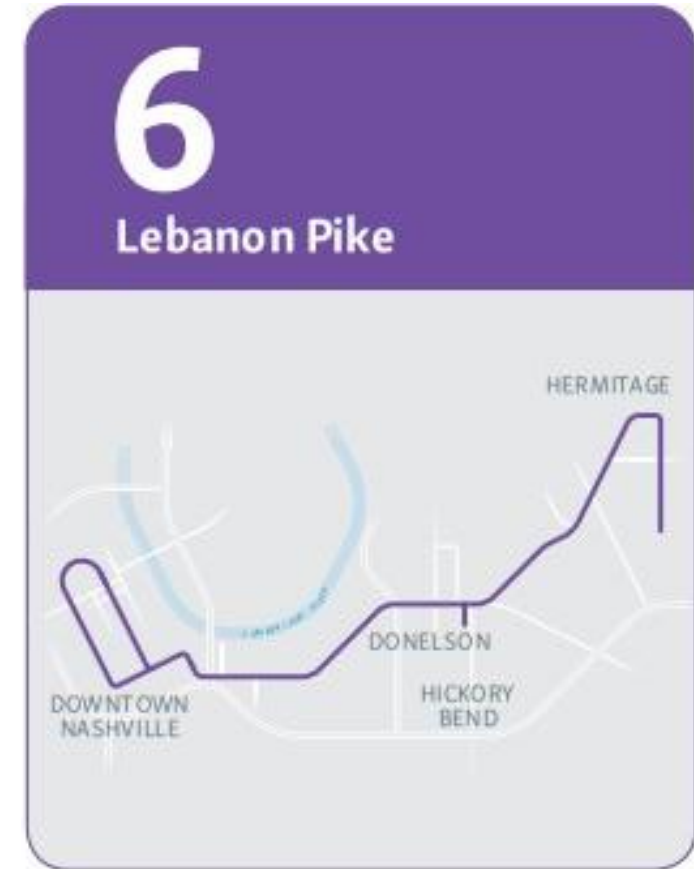 6
Lebanon Pike
HERMITAGE
DONELSON
DOWNTOWN
NASHVILLE
HICKORY
BEND